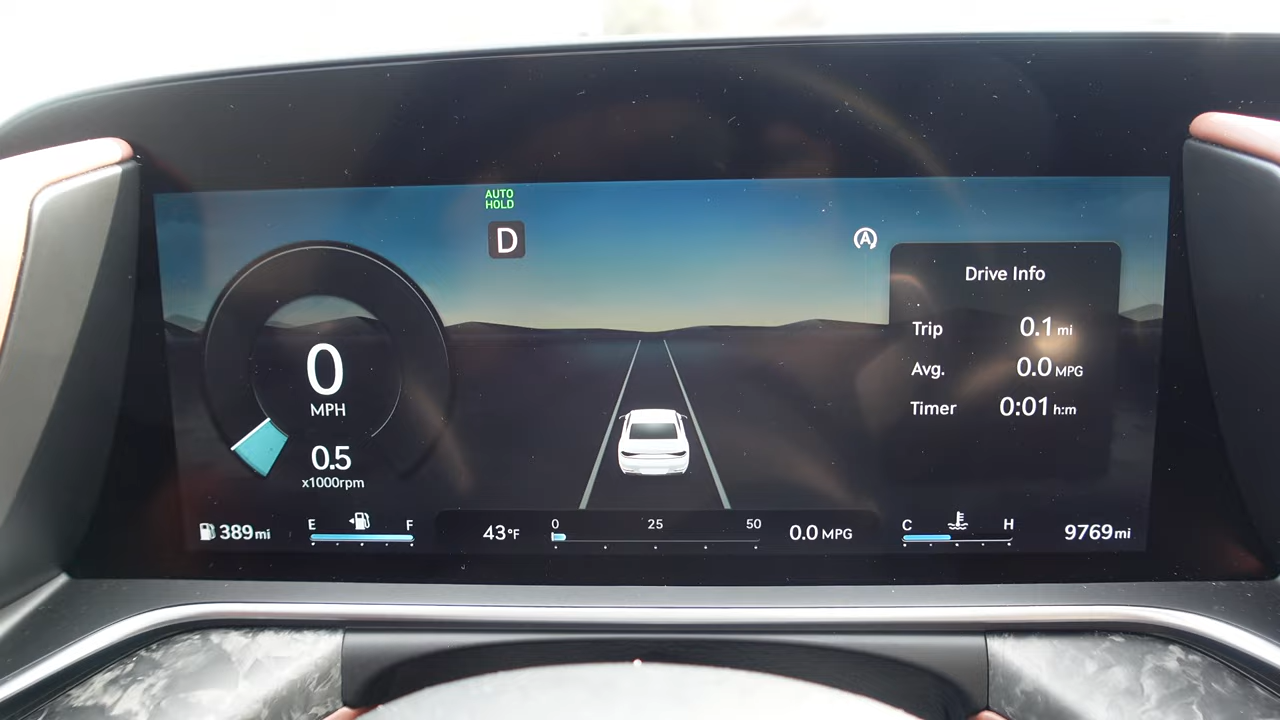 AUTO
HOLD
D
A
Drive Info
Trip 0.1 mi
Avg. 0.0 MPG
Timer 0:01 h:m
0
MPH
0.5
x1000rpm
389 mi
E F
43°F
0 25 50
0.0 MPG
C H
9769 mi